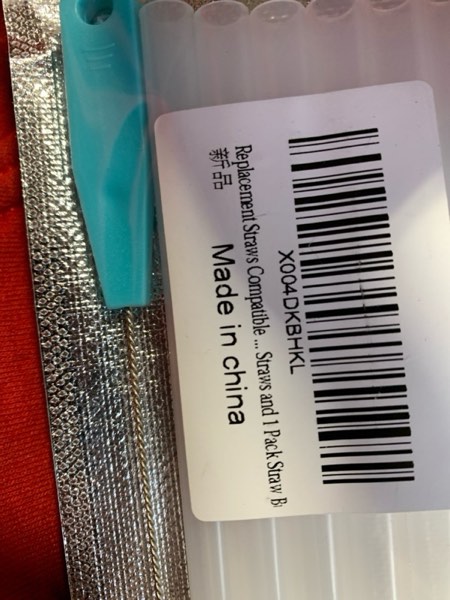 X004DKBHKL
Replacement Straws Compatible ... Straws and 1 Pack Straw
新品
Made in china